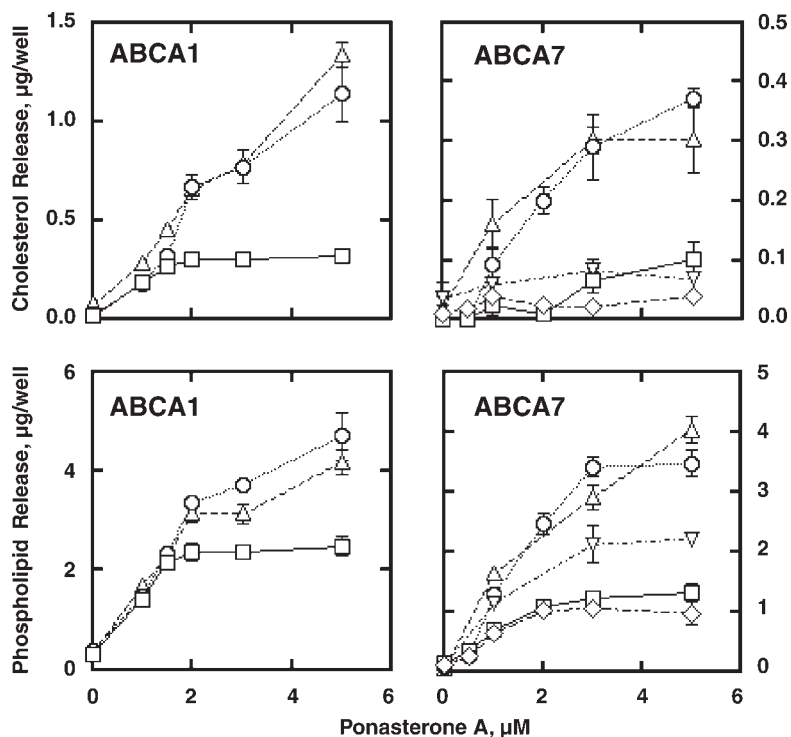 ABCA1
ABCA7
Cholesterol Release, µg/well
1.5
1.0
0.5
0.0
0.5
0.4
0.3
0.2
0.1
0.0
ABCA1
ABCA7
Phospholipid Release, µg/well
6
4
2
0
5
4
3
2
1
0
0 2 4 6
0 2 4 6
Ponasterone A, µM